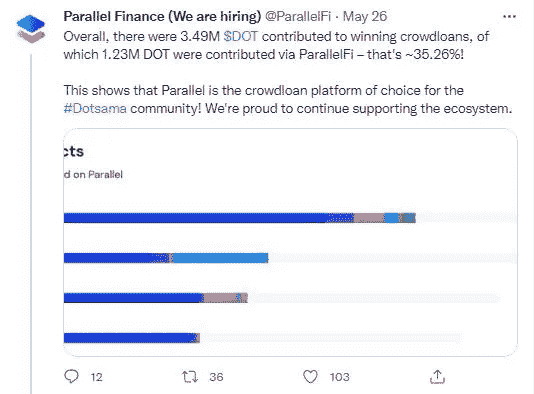 Parallel Finance (We are hiring) @ParallelFi · May 26
Overall, there were 3.49M $DOT contributed to winning crowdloans, of
which 1.23M DOT were contributed via ParallelFi – that's ~35.26%!
This shows that Parallel is the crowdloan platform of choice for the
#Dotsama community! We're proud to continue supporting the ecosystem.
cts
d on Parallel
12 36 103